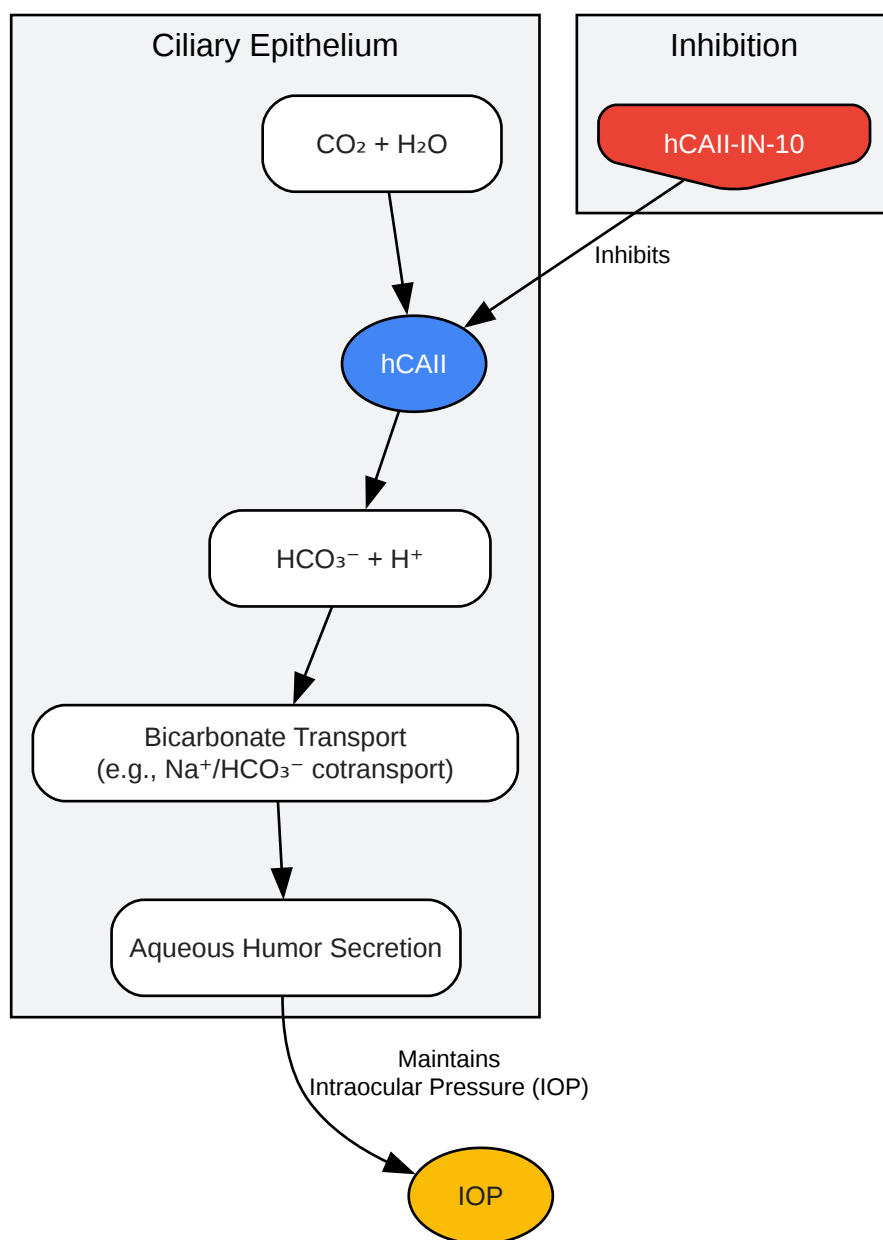 Ciliary Epithelium
Inhibition
CO₂ + H₂O
hCAII-IN-10
Inhibits
hCAII
HCO₃⁻ + H⁺
Bicarbonate Transport
(e.g., Na⁺/HCO₃⁻ cotransport)
Aqueous Humor Secretion
Maintains
Intraocular Pressure (IOP)
IOP